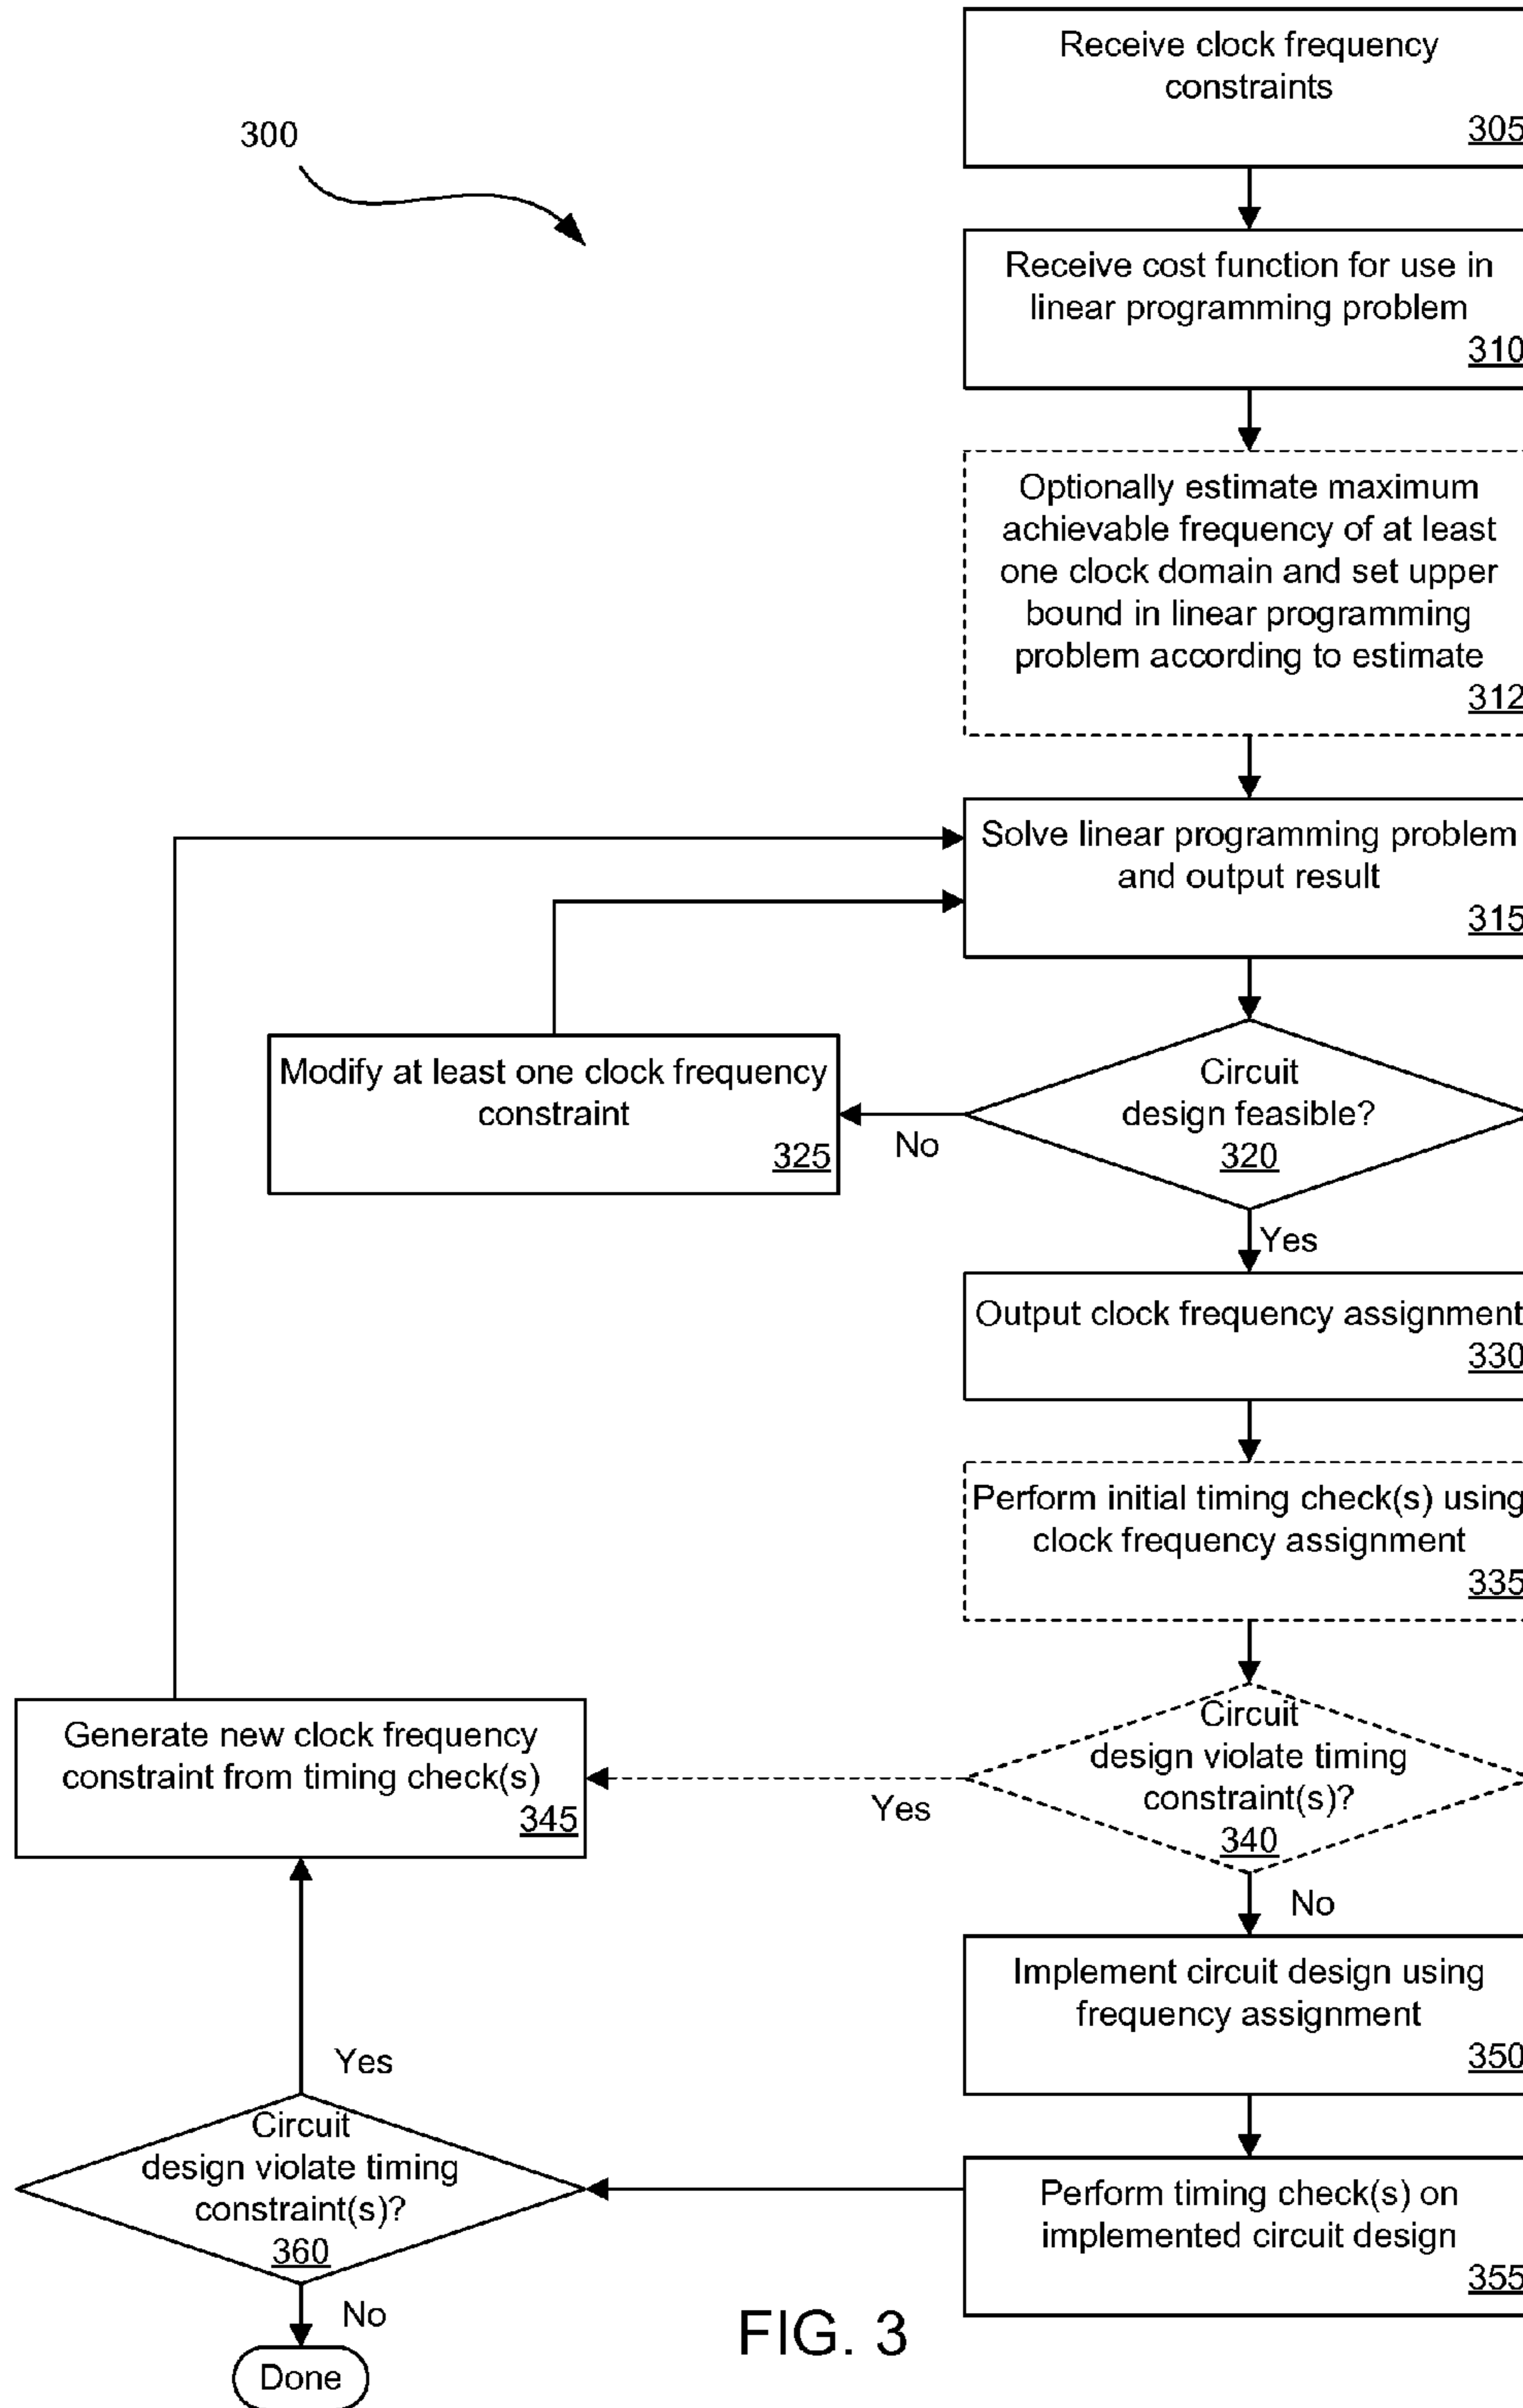 300
Receive clock frequency
constraints
305
Receive cost function for use in
linear programming problem
310
Optionally estimate maximum
achievable frequency of at least
one clock domain and set upper
bound in linear programming
problem according to estimate
312
Solve linear programming problem
and output result
315
Circuit
design feasible?
320
No
Modify at least one clock frequency
constraint
325
Yes
Output clock frequency assignment
330
Perform initial timing check(s) using
clock frequency assignment
335
Circuit
design violate timing
constraint(s)?
340
Yes
Generate new clock frequency
constraint from timing check(s)
345
No
Implement circuit design using
frequency assignment
350
Perform timing check(s) on
implemented circuit design
355
Yes
Circuit
design violate timing
constraint(s)?
360
No
Done
FIG. 3